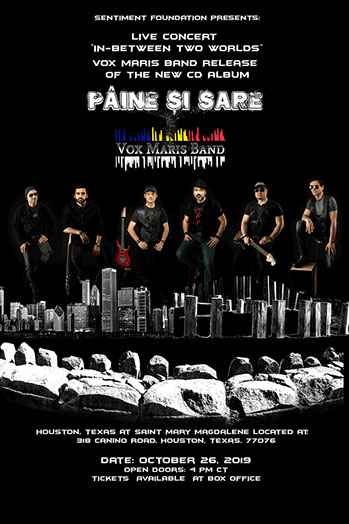 SENTIMENT FOUNDATION PRESENTS:
LIVE CONCERT
"IN-BETWEEN TWO WORLDS"
VOX MARIS BAND RELEASE
OF THE NEW CD ALBUM
PÂINE ȘI SARE
VOX MARIS BAND
HOUSTON, TEXAS AT SAINT MARY MAGDALENE LOCATED AT:
318 CANINO ROAD, HOUSTON, TEXAS, 77076
DATE: OCTOBER 26, 2019
OPEN DOORS: 4 PM CT
TICKETS AVAILABLE AT BOX OFFICE